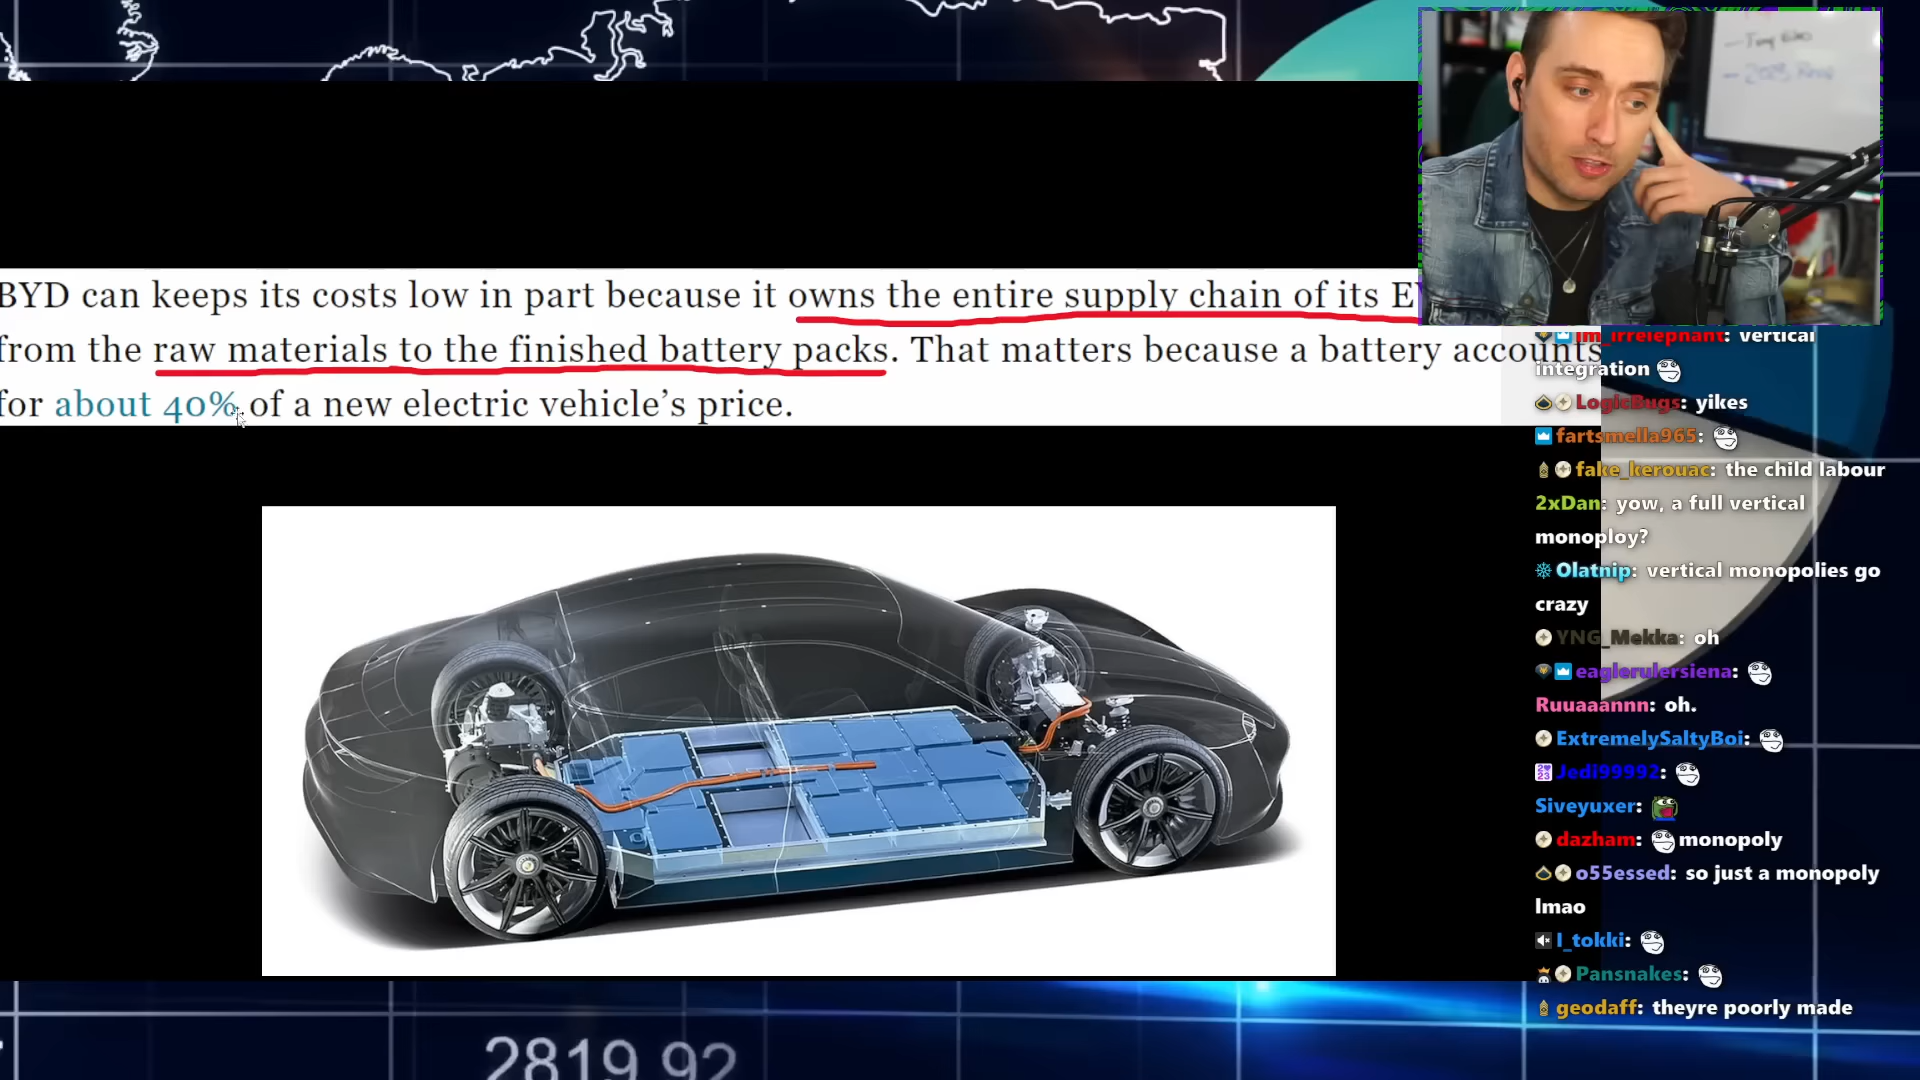 BYD can keeps its costs low in part because it owns the entire supply chain of its E
from the raw materials to the finished battery packs. That matters because a battery accounts
for about 40% of a new electric vehicle's price.
im_irrelephant: vertical
integration
LogicBugs: yikes
fartsmella965:
fake_kerouac: the child labour
2xDan: yow, a full vertical
monoploy?
Olatnip: vertical monopolies go
crazy
YNG_Mekka: oh
eaglerulersiena:
Ruuaaannn: oh.
ExtremelySaltyBoi:
Jedi99992:
Siveyuxer:
dazham: monopoly
o55essed: so just a monopoly
lmao
l_tokki:
Pansnakes:
geodaff: theyre poorly made
2819.92